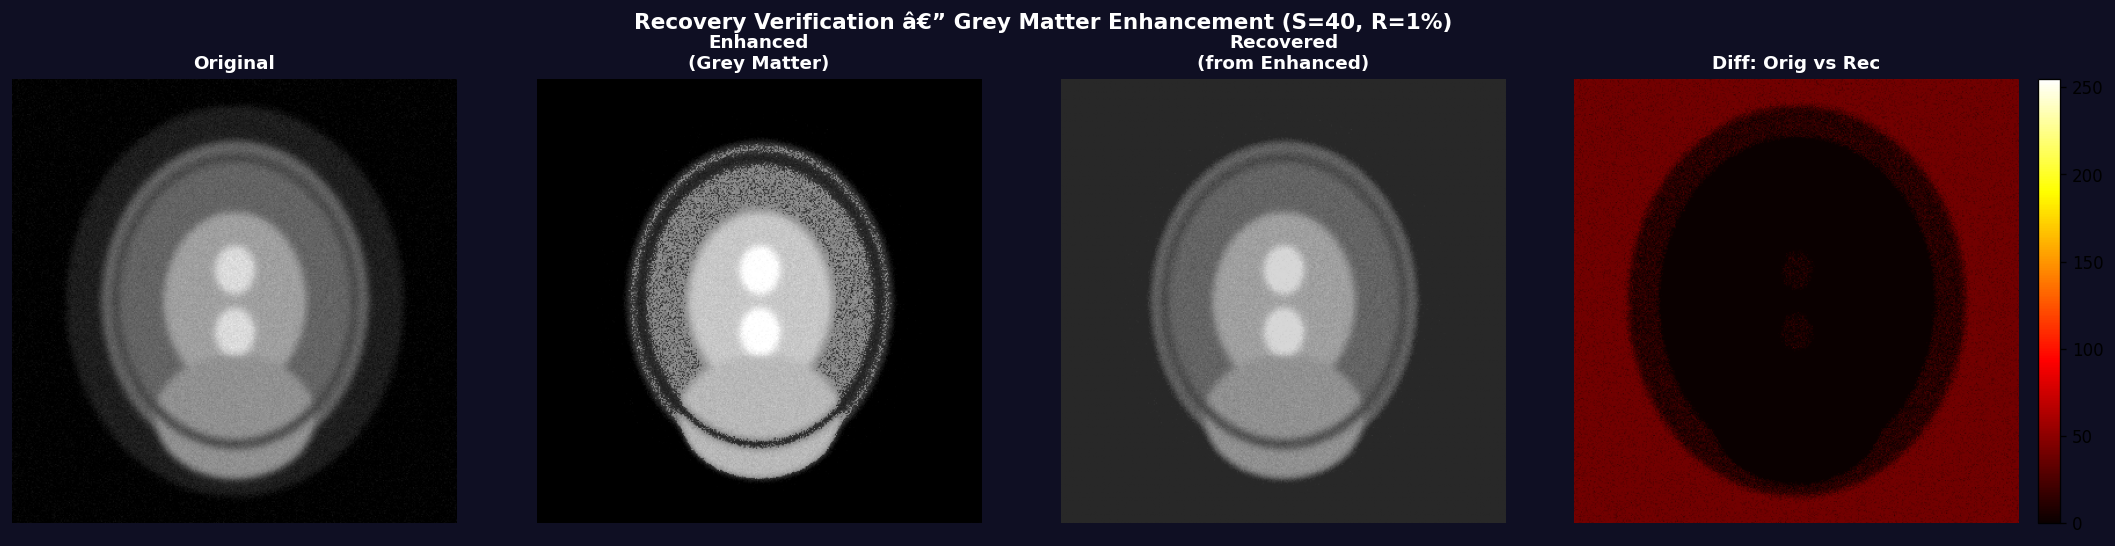 Recovery Verification â€” Grey Matter Enhancement (S=40, R=1%)
Original
Enhanced
(Grey Matter)
Recovered
(from Enhanced)
Diff: Orig vs Rec
250
200
150
100
50
0